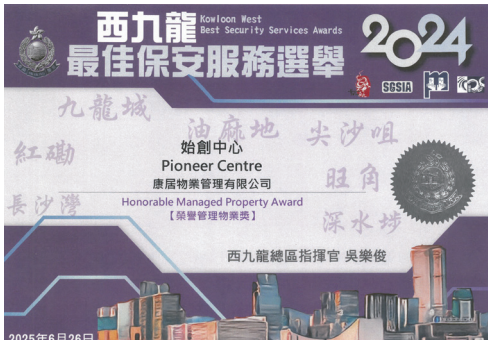 西九龍
Kowloon West
Best Security Services Awards
最佳保安服務選舉
2024
SGSIA
九龍城
油麻地
尖沙咀
紅磡
始創中心
Pioneer Centre
康居物業管理有限公司
旺角
長沙灣
Honorable Managed Property Award
【榮譽管理物業獎】
深水埗
西九龍總區指揮官 吳樂俊
2025年6月26日